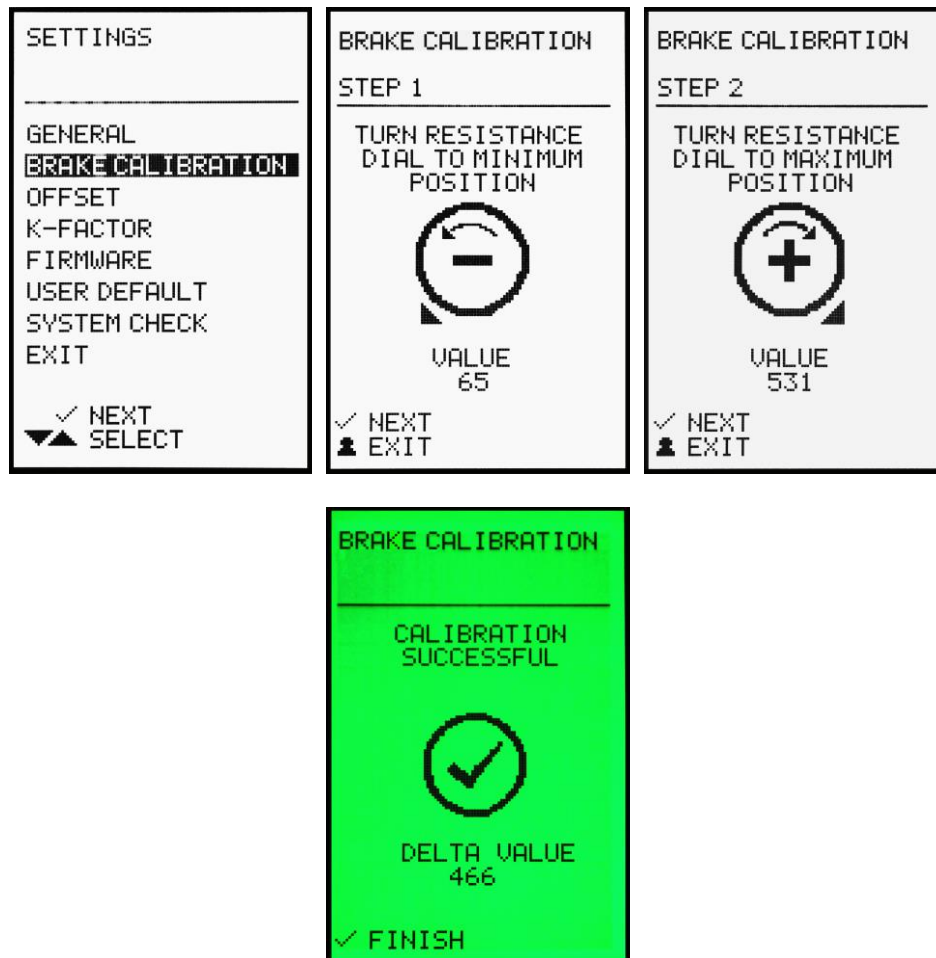 SETTINGS
GENERAL
BRAKE CALIBRATION
OFFSET
K-FACTOR
FIRMWARE
USER DEFAULT
SYSTEM CHECK
EXIT
✓ NEXT
▼▲ SELECT
BRAKE CALIBRATION
STEP 1
TURN RESISTANCE
DIAL TO MINIMUM
POSITION
VALUE
65
✓ NEXT
EXIT
BRAKE CALIBRATION
STEP 2
TURN RESISTANCE
DIAL TO MAXIMUM
POSITION
VALUE
531
✓ NEXT
EXIT
BRAKE CALIBRATION
CALIBRATION
SUCCESSFUL
DELTA VALUE
466
✓ FINISH